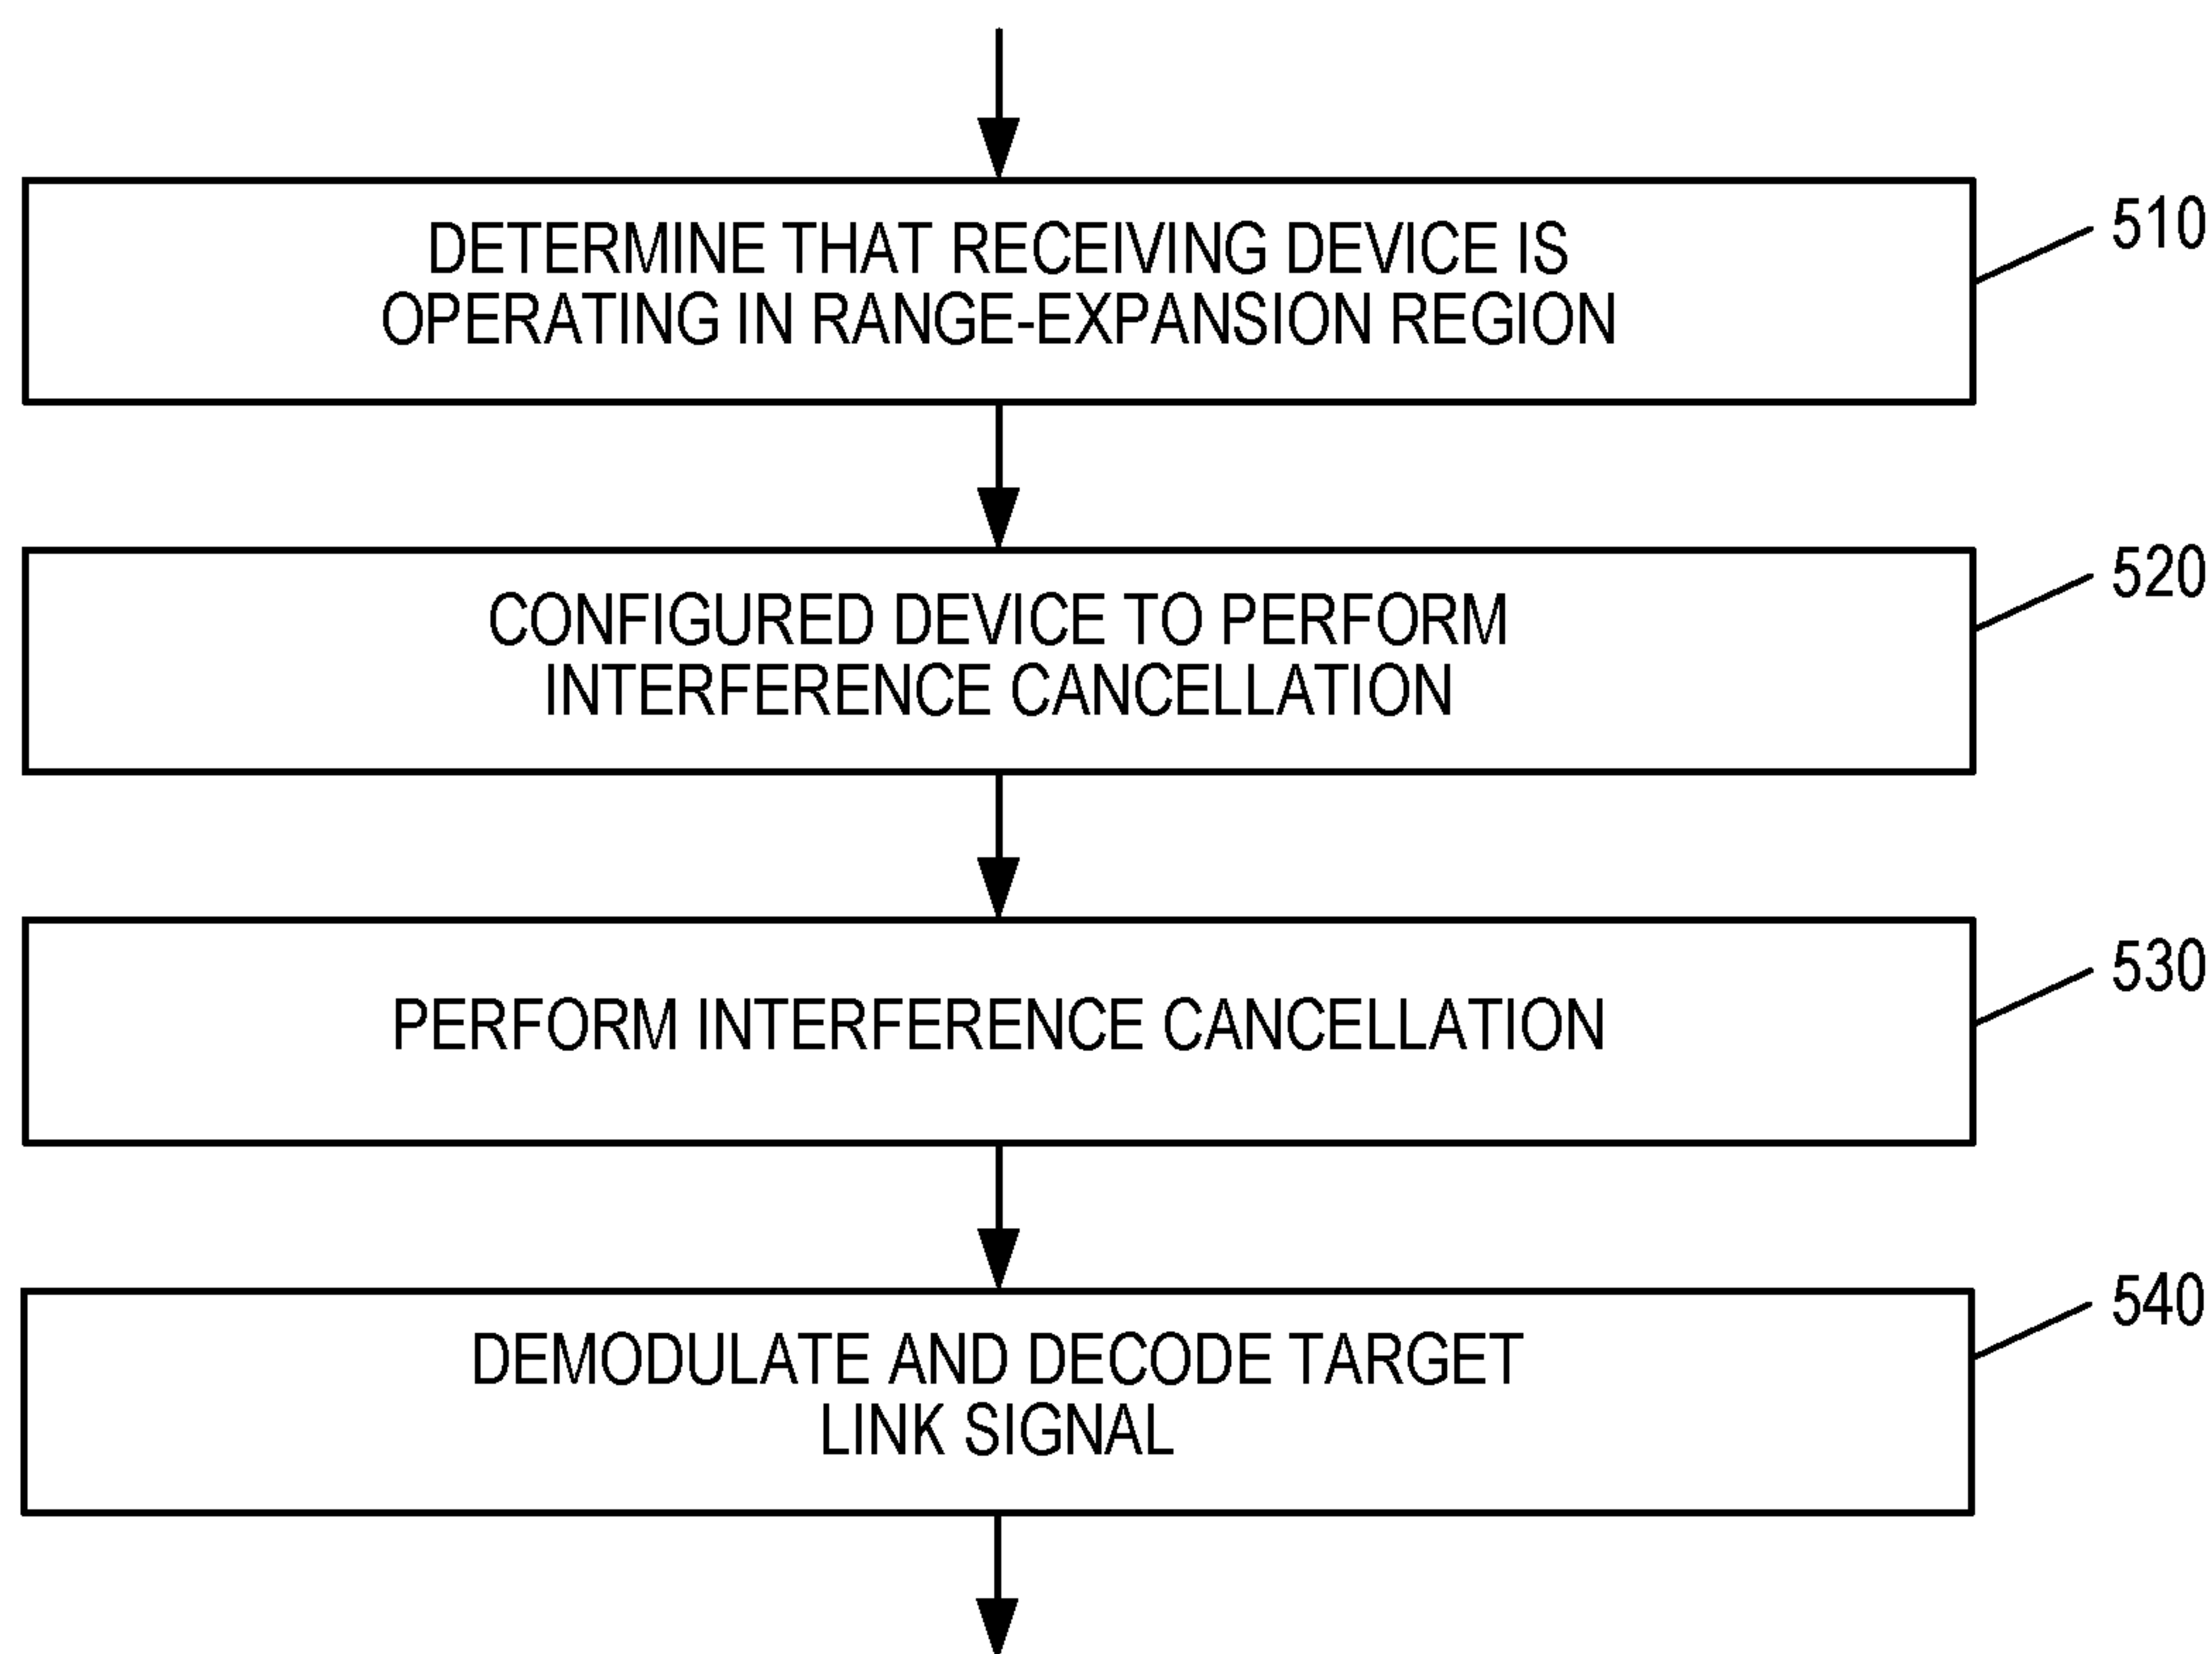 DETERMINE THAT RECEIVING DEVICE IS
OPERATING IN RANGE-EXPANSION REGION
510
CONFIGURED DEVICE TO PERFORM
INTERFERENCE CANCELLATION
520
PERFORM INTERFERENCE CANCELLATION
530
DEMODULATE AND DECODE TARGET
LINK SIGNAL
540